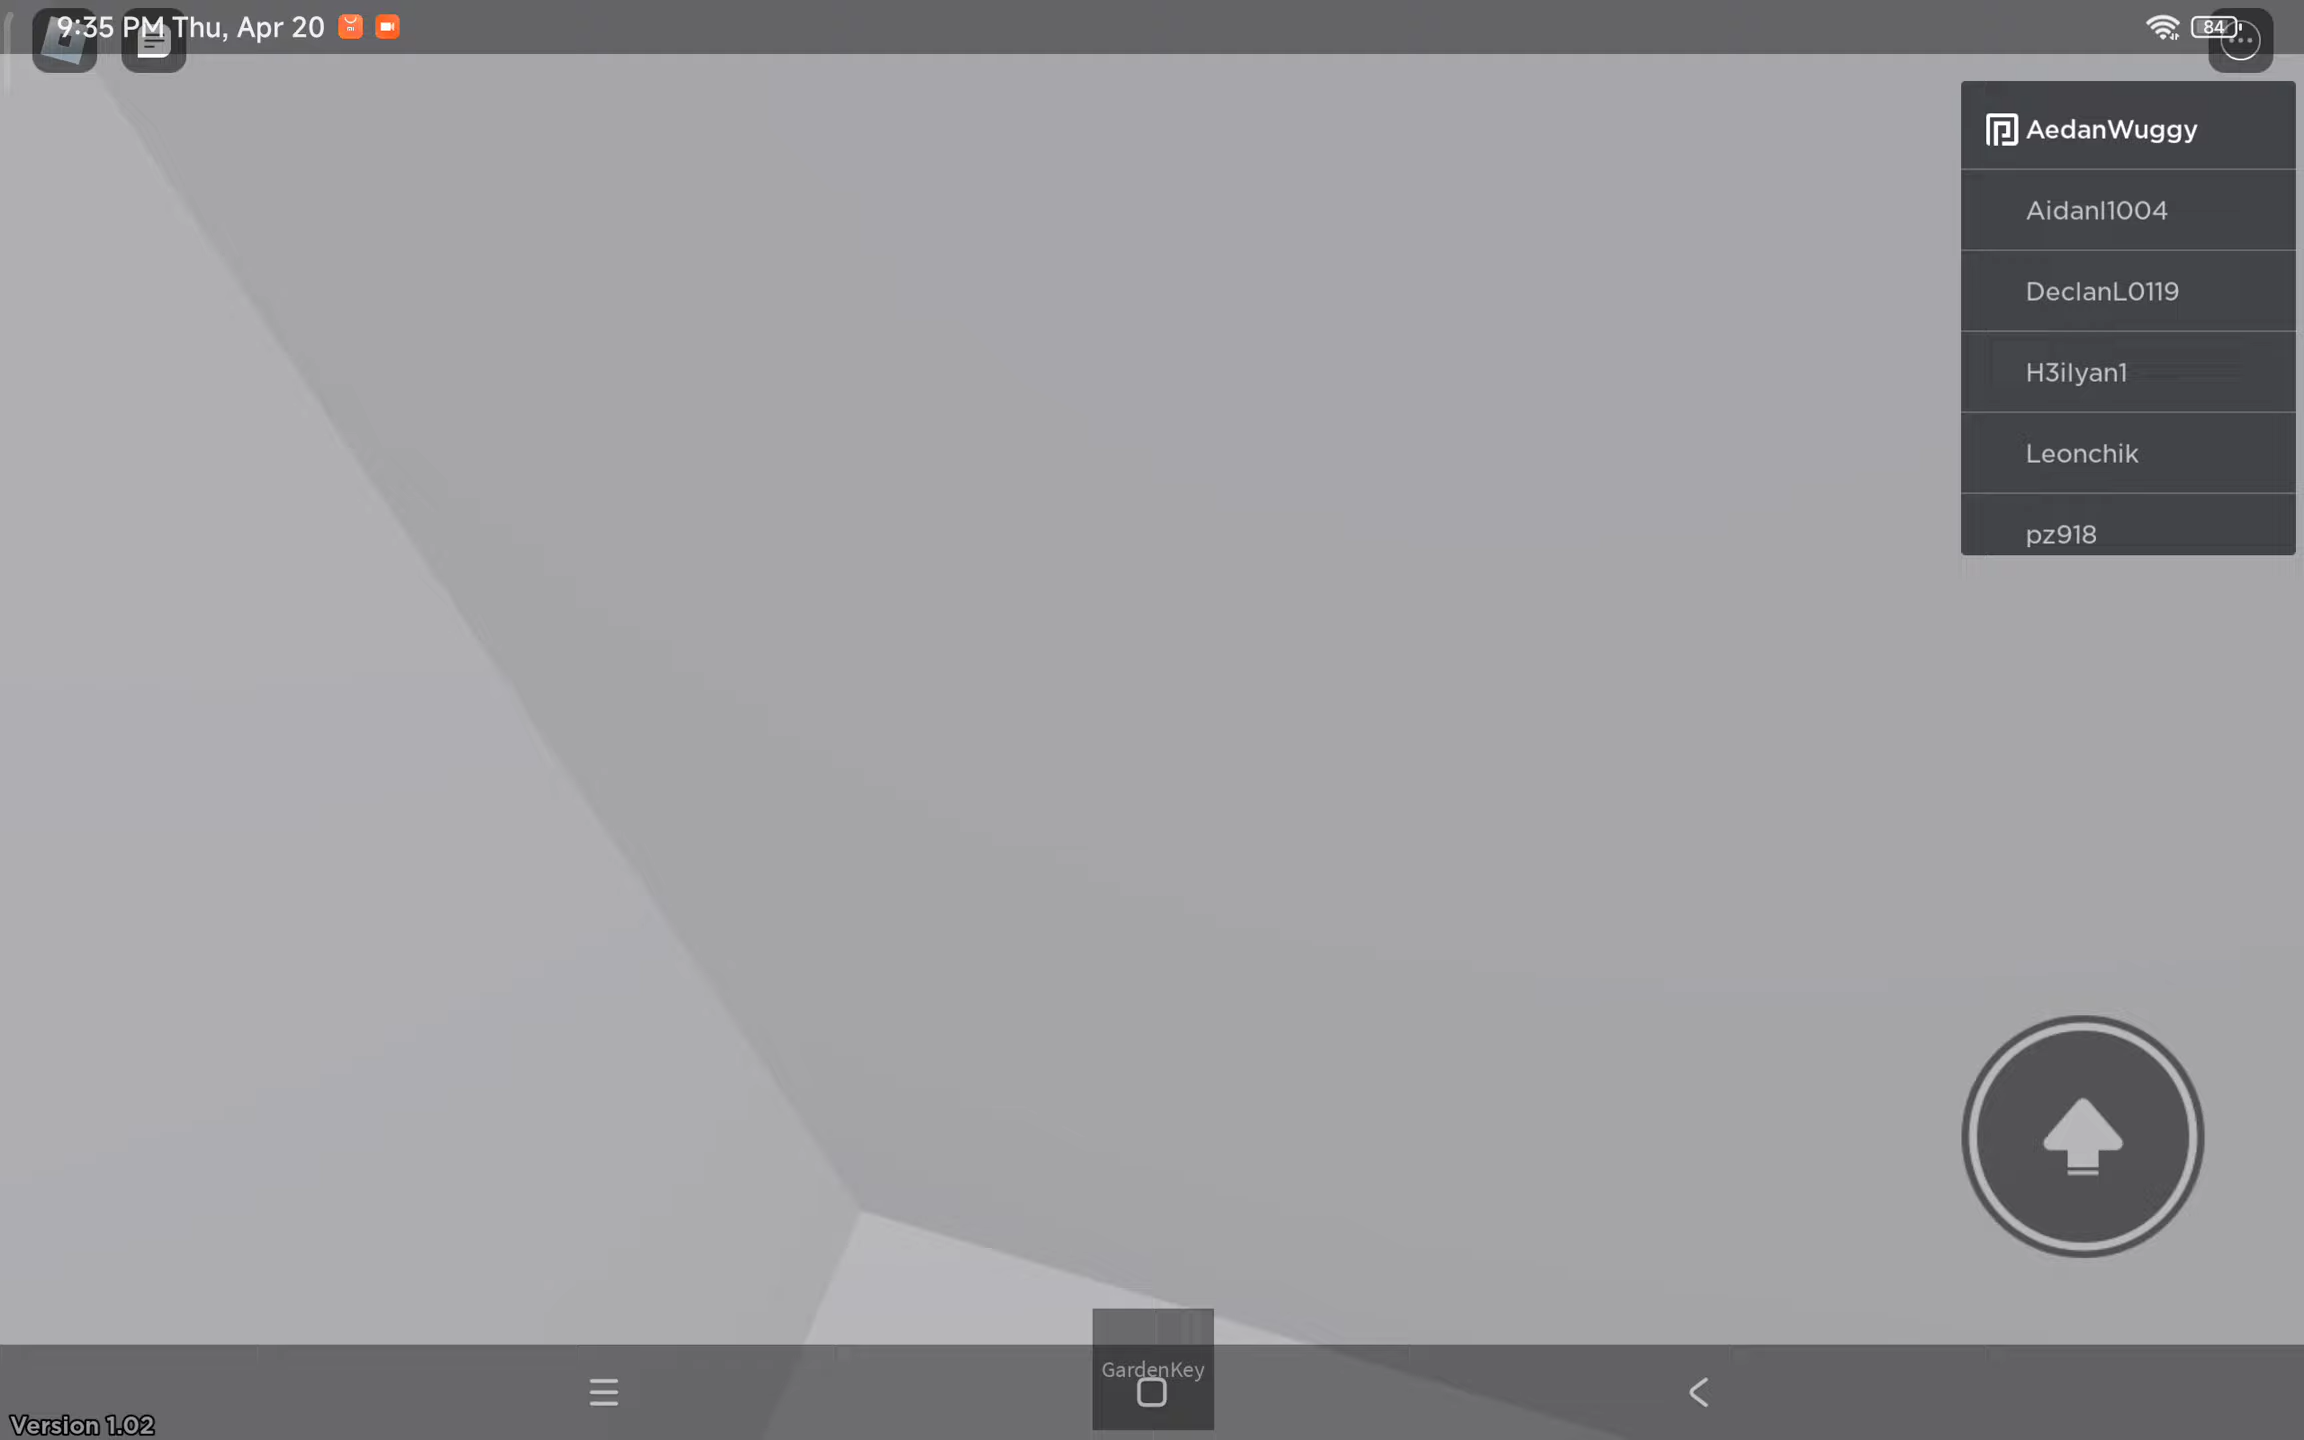 9:35 PM Thu, Apr 20
84
AedanWuggy
AidanI1004
DeclanL0119
H3ilyan1
Leonchik
pz918
GardenKey
Version 1.02